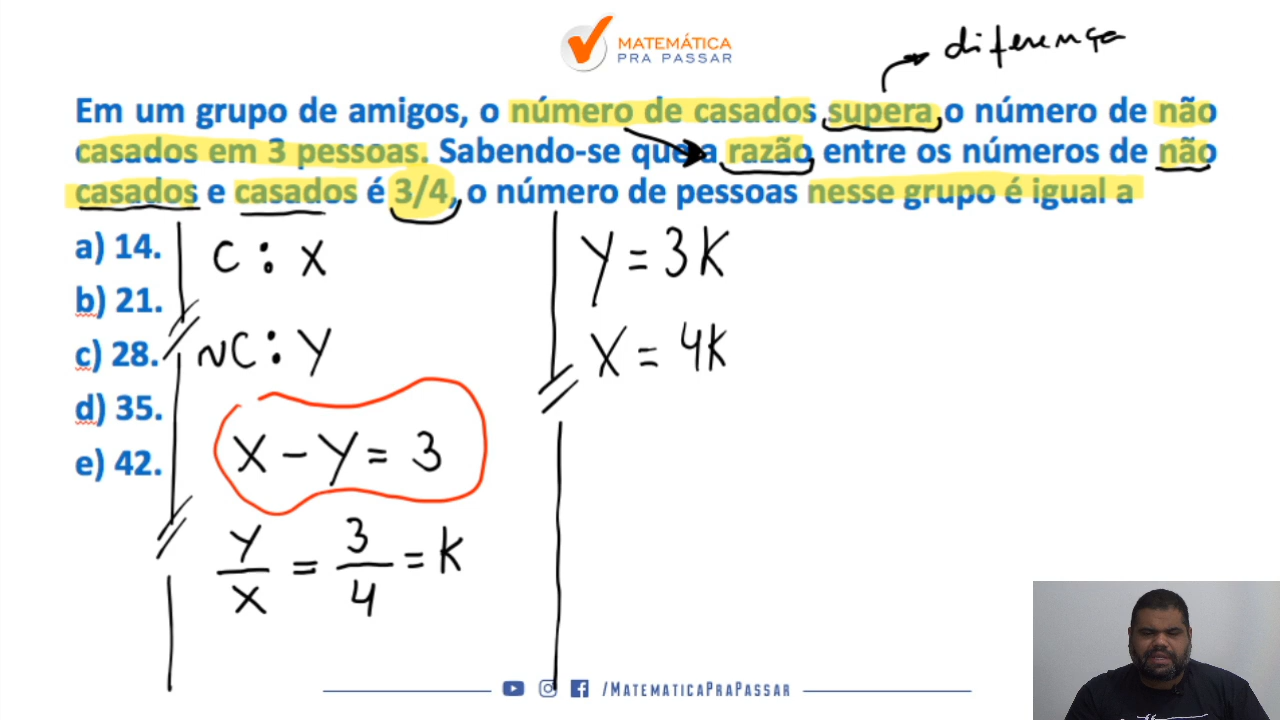 MATEMÁTICA
PRA PASSAR
diferença
Em um grupo de amigos, o número de casados supera o número de não
casados em 3 pessoas. Sabendo-se que a razão entre os números de não
casados e casados é 3/4, o número de pessoas nesse grupo é igual a
a) 14.
b) 21.
c) 28.
d) 35.
e) 42.
C : X
NC : Y
X - Y = 3
Y/X = 3/4 = K
Y = 3K
X = 4K
/MATEMATICAPRAPASSAR